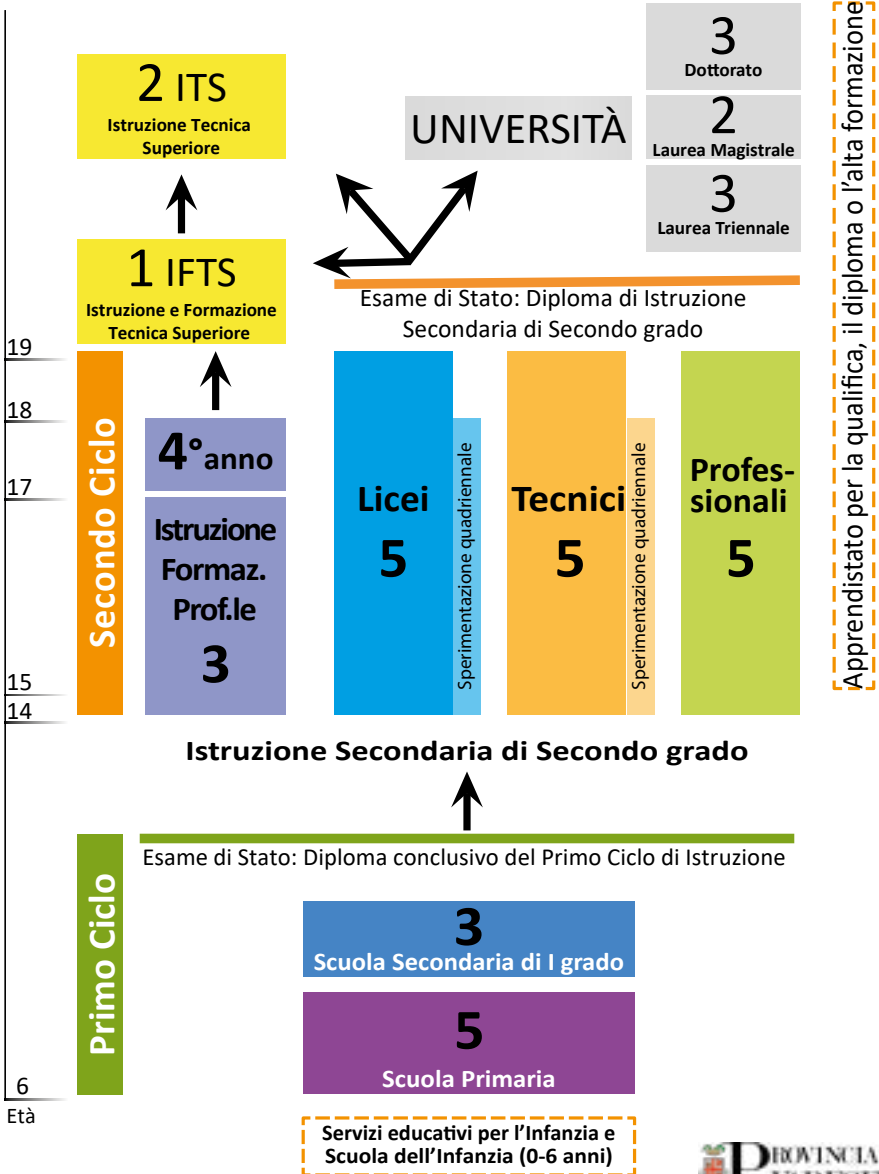 3
Dottorato
2 ITS
Istruzione Tecnica
Superiore
UNIVERSITÀ
2
Laurea Magistrale
3
Laurea Triennale
1 IFTS
Istruzione e Formazione
Tecnica Superiore
Esame di Stato: Diploma di Istruzione
Secondaria di Secondo grado
Apprendistato per la qualifica, il diploma o l'alta formazione
19
18
17
15
14
Secondo Ciclo
4° anno
Istruzione
Formaz.
Prof.le
3
Licei
5
Sperimentazione quadriennale
Tecnici
5
Sperimentazione quadriennale
Profes-
sionali
5
Istruzione Secondaria di Secondo grado
Esame di Stato: Diploma conclusivo del Primo Ciclo di Istruzione
Primo Ciclo
3
Scuola Secondaria di I grado
5
Scuola Primaria
6
Età
Servizi educativi per l'Infanzia e
Scuola dell'Infanzia (0-6 anni)
PROVINCIA